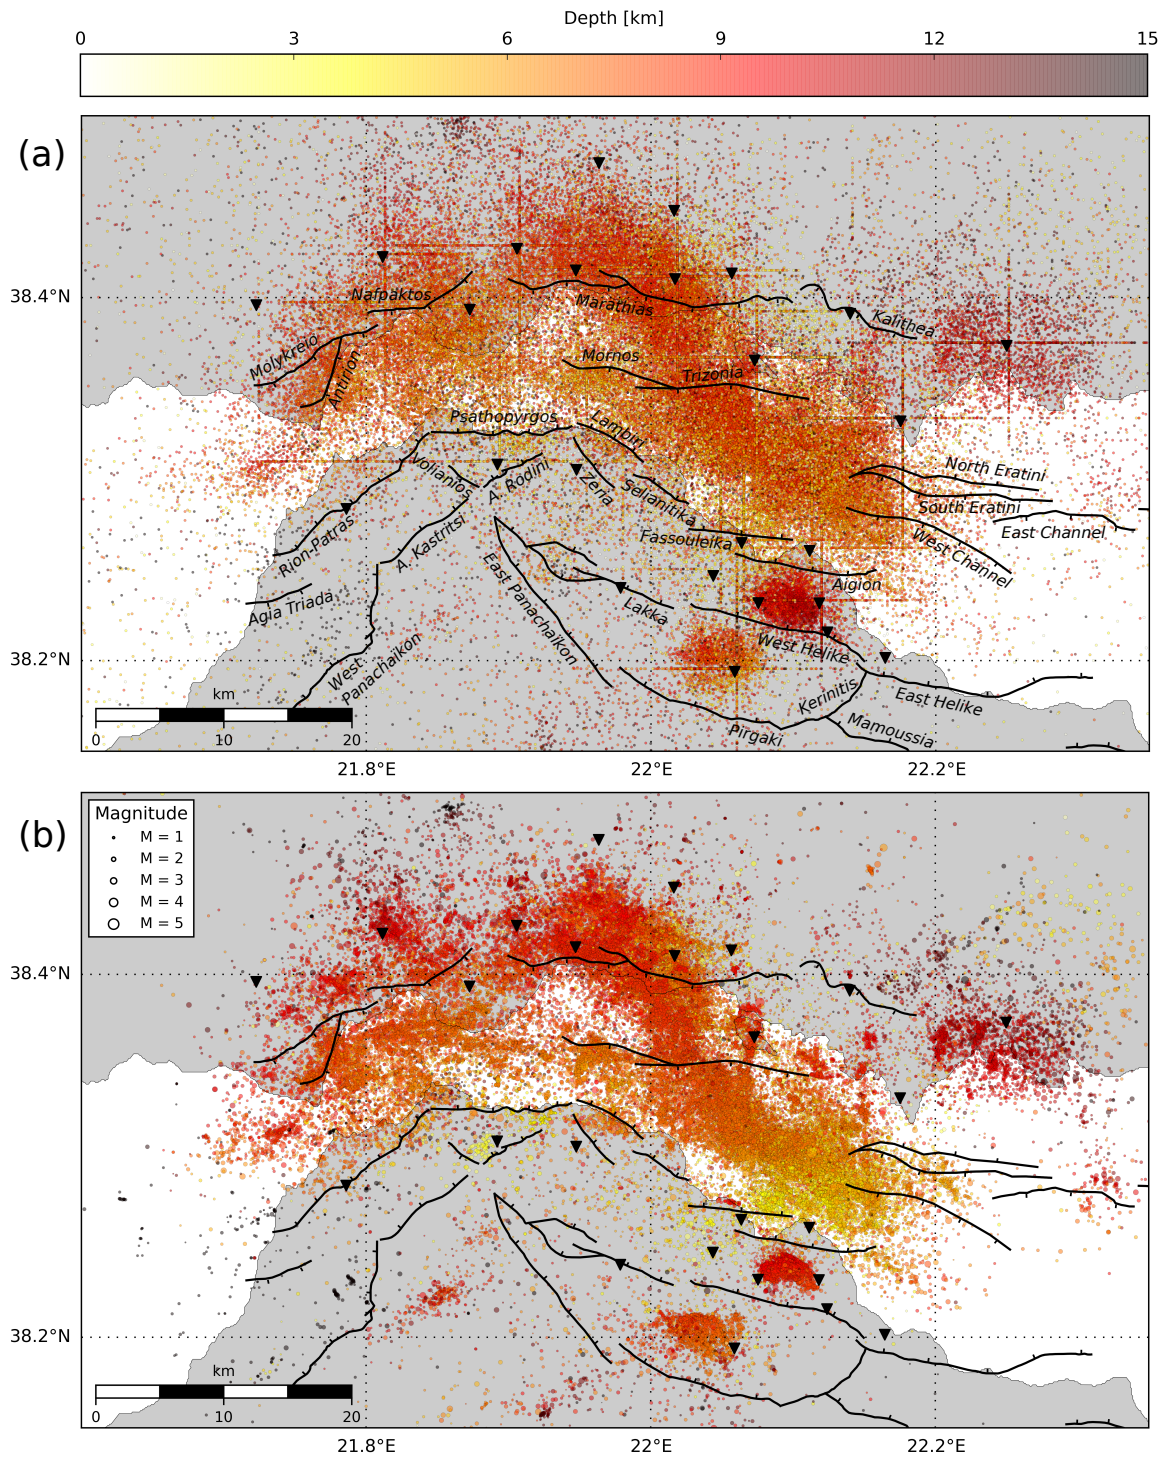 Depth [km]
0 3 6 9 12 15
(a)
38.4°N
38.2°N
Nafpaktos
Molykreio
Antirion
Marathias
Kalithea
Mornos
Trizonia
Psathopyrgos
Lambiri
Volianos
A. Rodini
Ziria
Selianitika
North Eratini
South Eratini
East Channel
West Channel
Rion-Patras
A. Kastritsi
Fassouleika
Aigion
Agia Triada
East Panachaikon
Lakka
West Helike
West
Panachaikon
Kerinitis
East Helike
Pirgaki
Mamoussia
km
0 10 20
21.8°E 22°E 22.2°E
(b)
Magnitude
M = 1
M = 2
M = 3
M = 4
M = 5
38.4°N
38.2°N
km
0 10 20
21.8°E 22°E 22.2°E